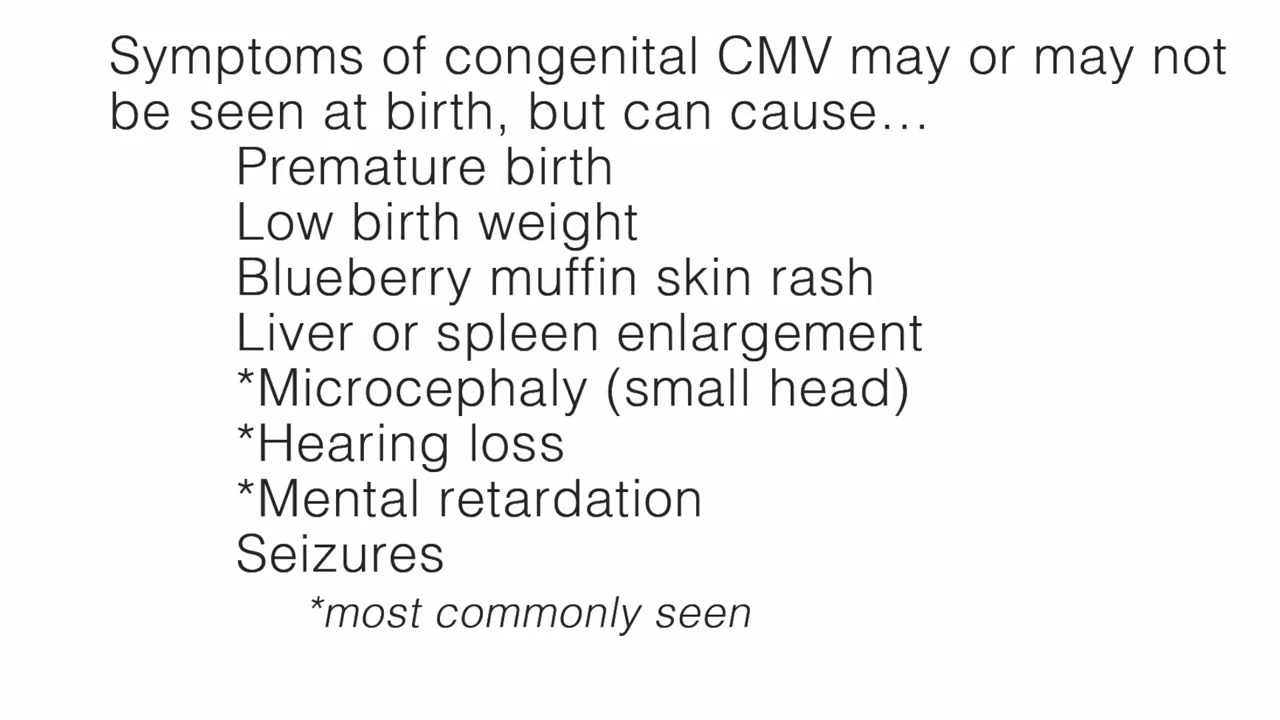 Symptoms of congenital CMV may or may not
be seen at birth, but can cause...
Premature birth
Low birth weight
Blueberry muffin skin rash
Liver or spleen enlargement
*Microcephaly (small head)
*Hearing loss
*Mental retardation
Seizures
*most commonly seen